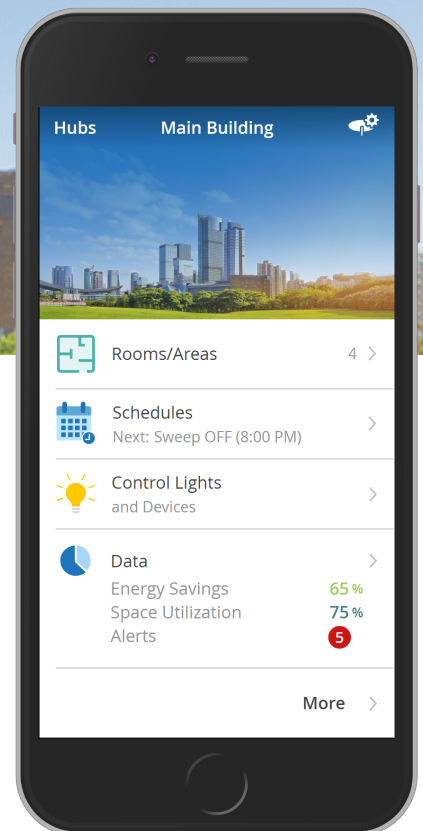 Hubs Main Building
Rooms/Areas 4
Schedules
Next: Sweep OFF (8:00 PM)
Control Lights
and Devices
Data
Energy Savings 65 %
Space Utilization 75 %
Alerts 5
More